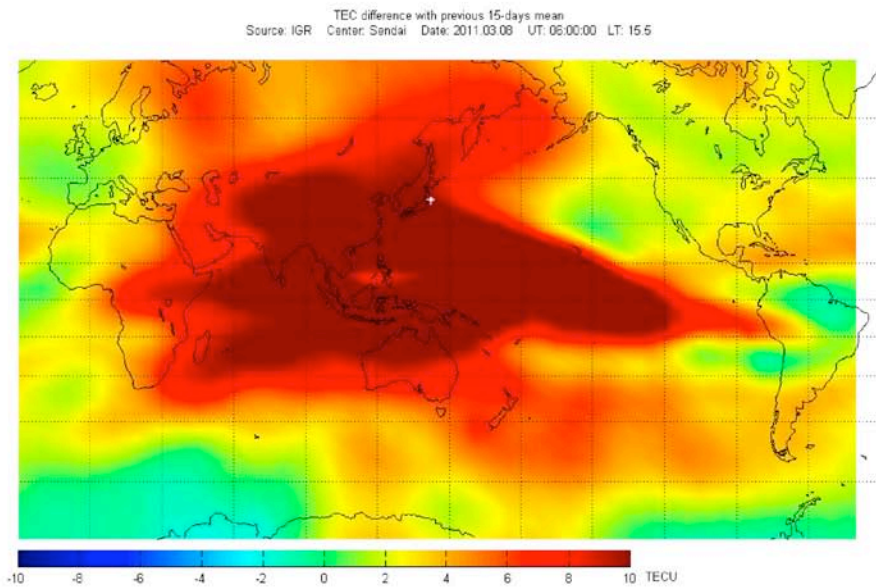 TEC difference with previous 15-days mean
Source: IGR Center: Sendai Date: 2011.03.08 UT: 06:00:00 LT: 15.5
-10 -8 -6 -4 -2 0 2 4 6 8 10 TECU